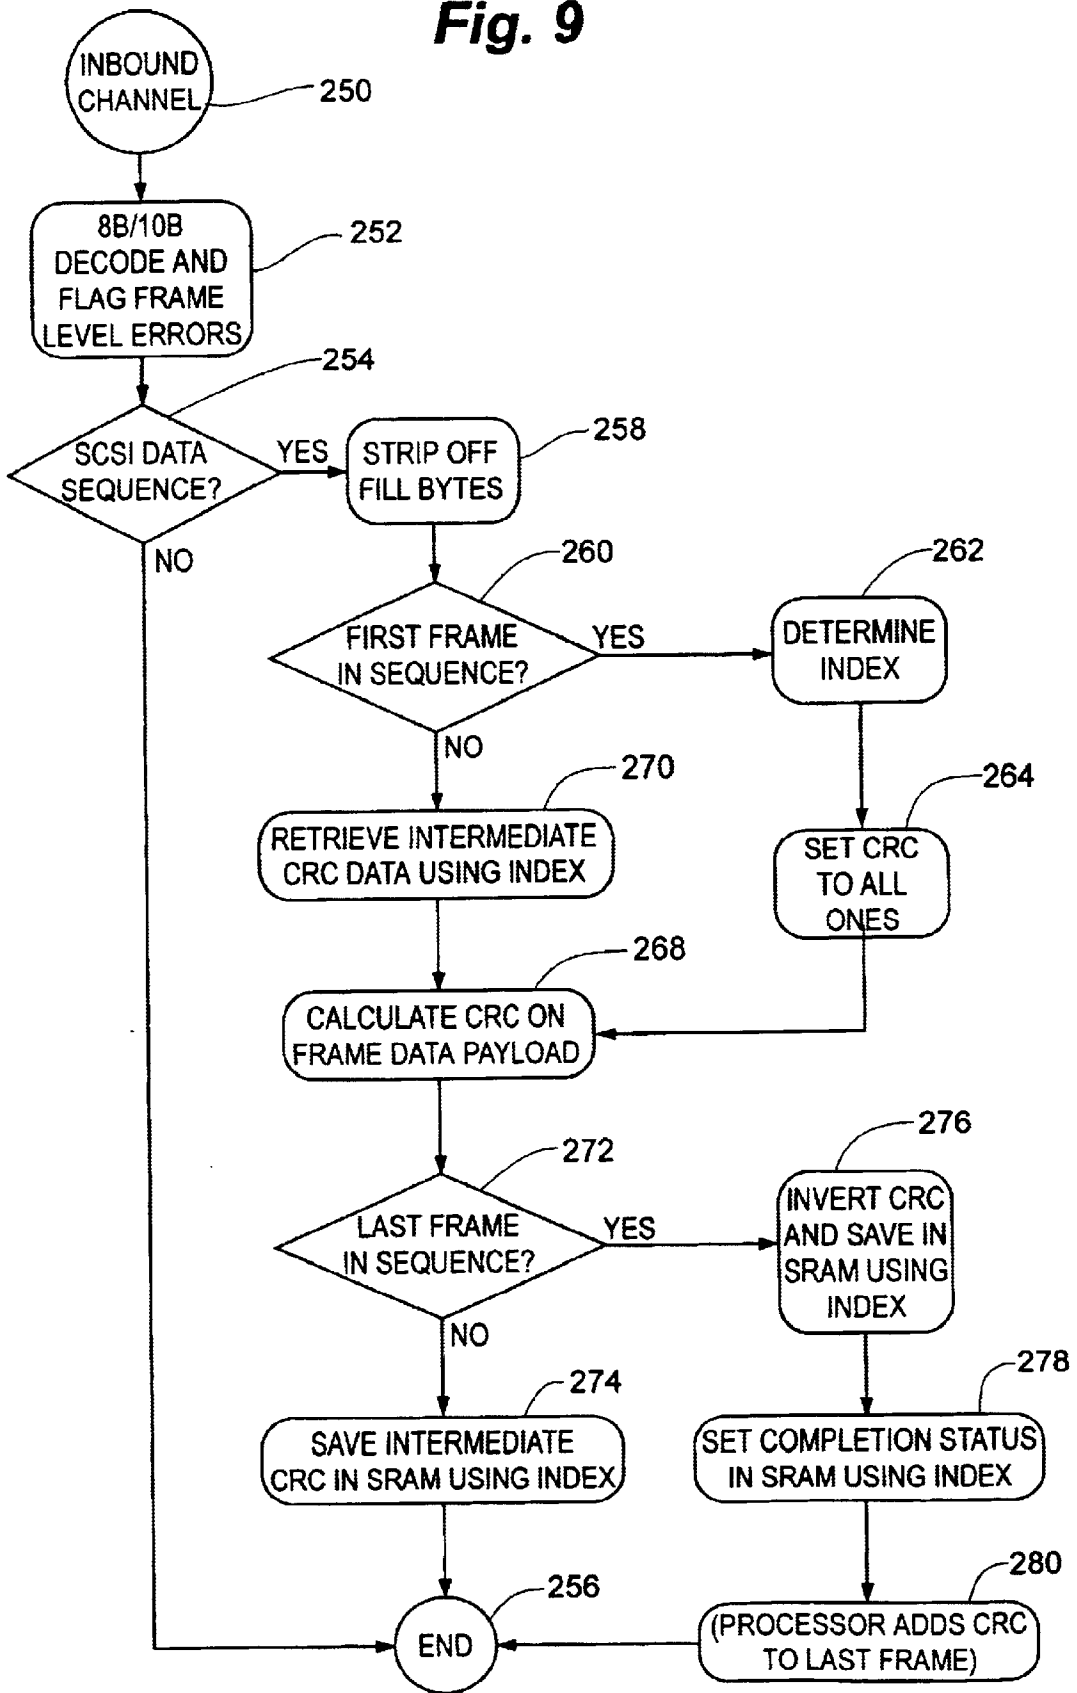 Fig. 9
INBOUND
CHANNEL
250
8B/10B
DECODE AND
FLAG FRAME
LEVEL ERRORS
252
254
SCSI DATA
SEQUENCE?
YES
NO
STRIP OFF
FILL BYTES
258
260
FIRST FRAME
IN SEQUENCE?
YES
NO
262
DETERMINE
INDEX
264
SET CRC
TO ALL
ONES
270
RETRIEVE INTERMEDIATE
CRC DATA USING INDEX
268
CALCULATE CRC ON
FRAME DATA PAYLOAD
272
LAST FRAME
IN SEQUENCE?
YES
NO
276
INVERT CRC
AND SAVE IN
SRAM USING
INDEX
274
SAVE INTERMEDIATE
CRC IN SRAM USING INDEX
278
SET COMPLETION STATUS
IN SRAM USING INDEX
280
(PROCESSOR ADDS CRC
TO LAST FRAME)
256
END